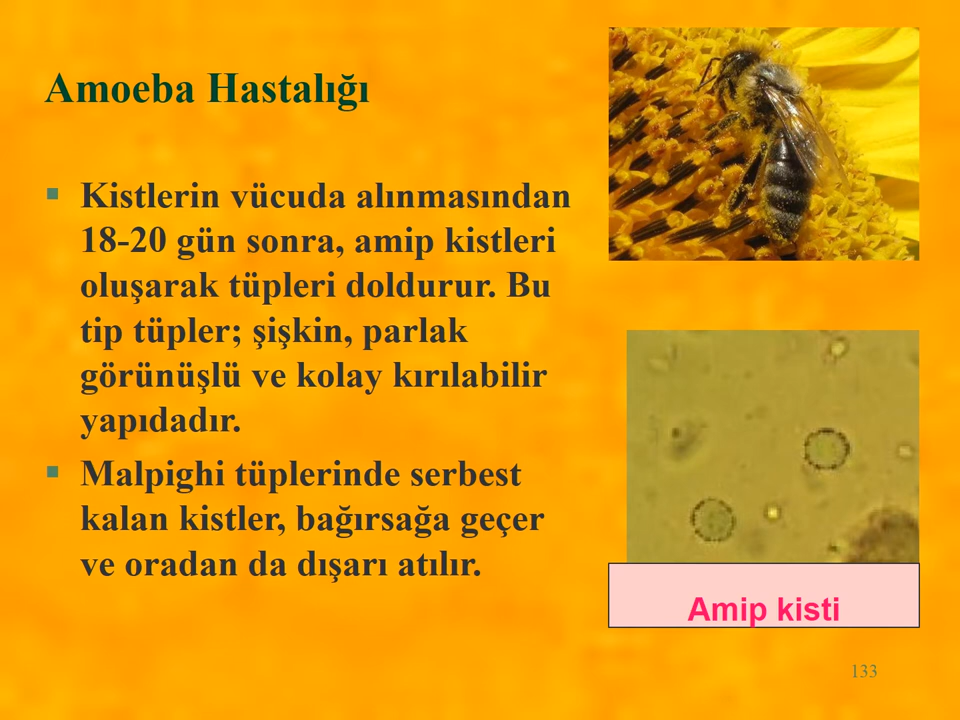 Amoeba Hastalığı
Kistlerin vücuda alınmasından
18-20 gün sonra, amip kistleri
oluşarak tüpleri doldurur. Bu
tip tüpler; şişkin, parlak
görünüşlü ve kolay kırılabilir
yapıdadır.
Malpighi tüplerinde serbest
kalan kistler, bağırsağa geçer
ve oradan da dışarı atılır.
Amip kisti
133